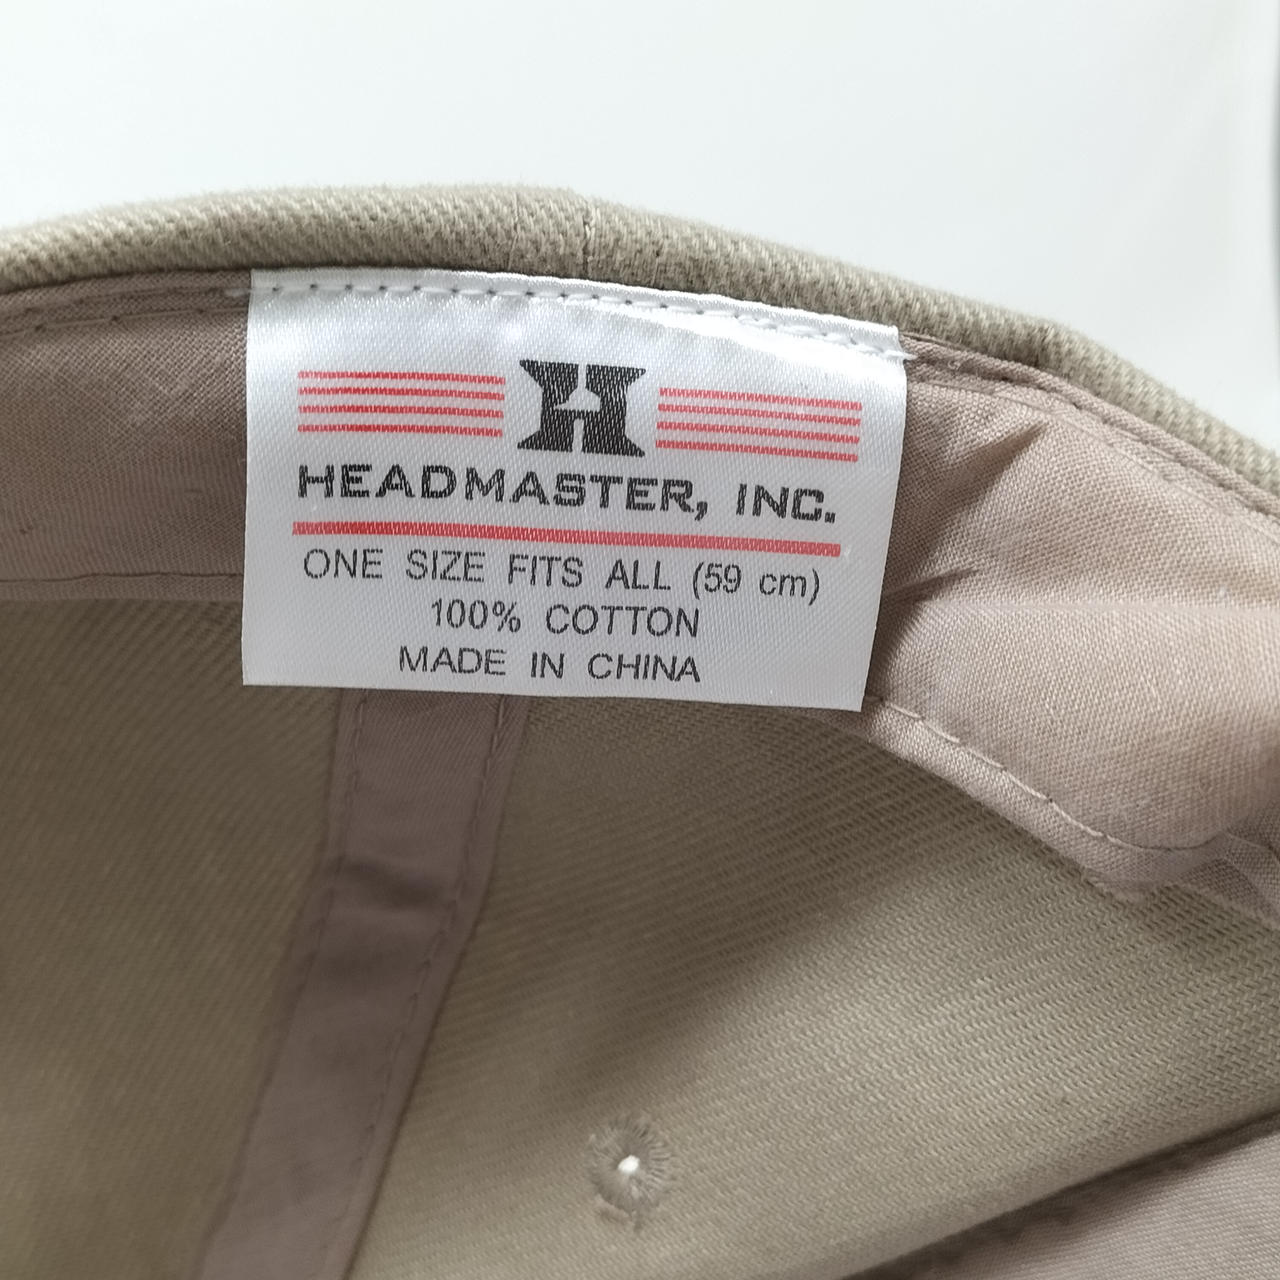 H
HEADMASTER, INC.
ONE SIZE FITS ALL (59 cm)
100% COTTON
MADE IN CHINA